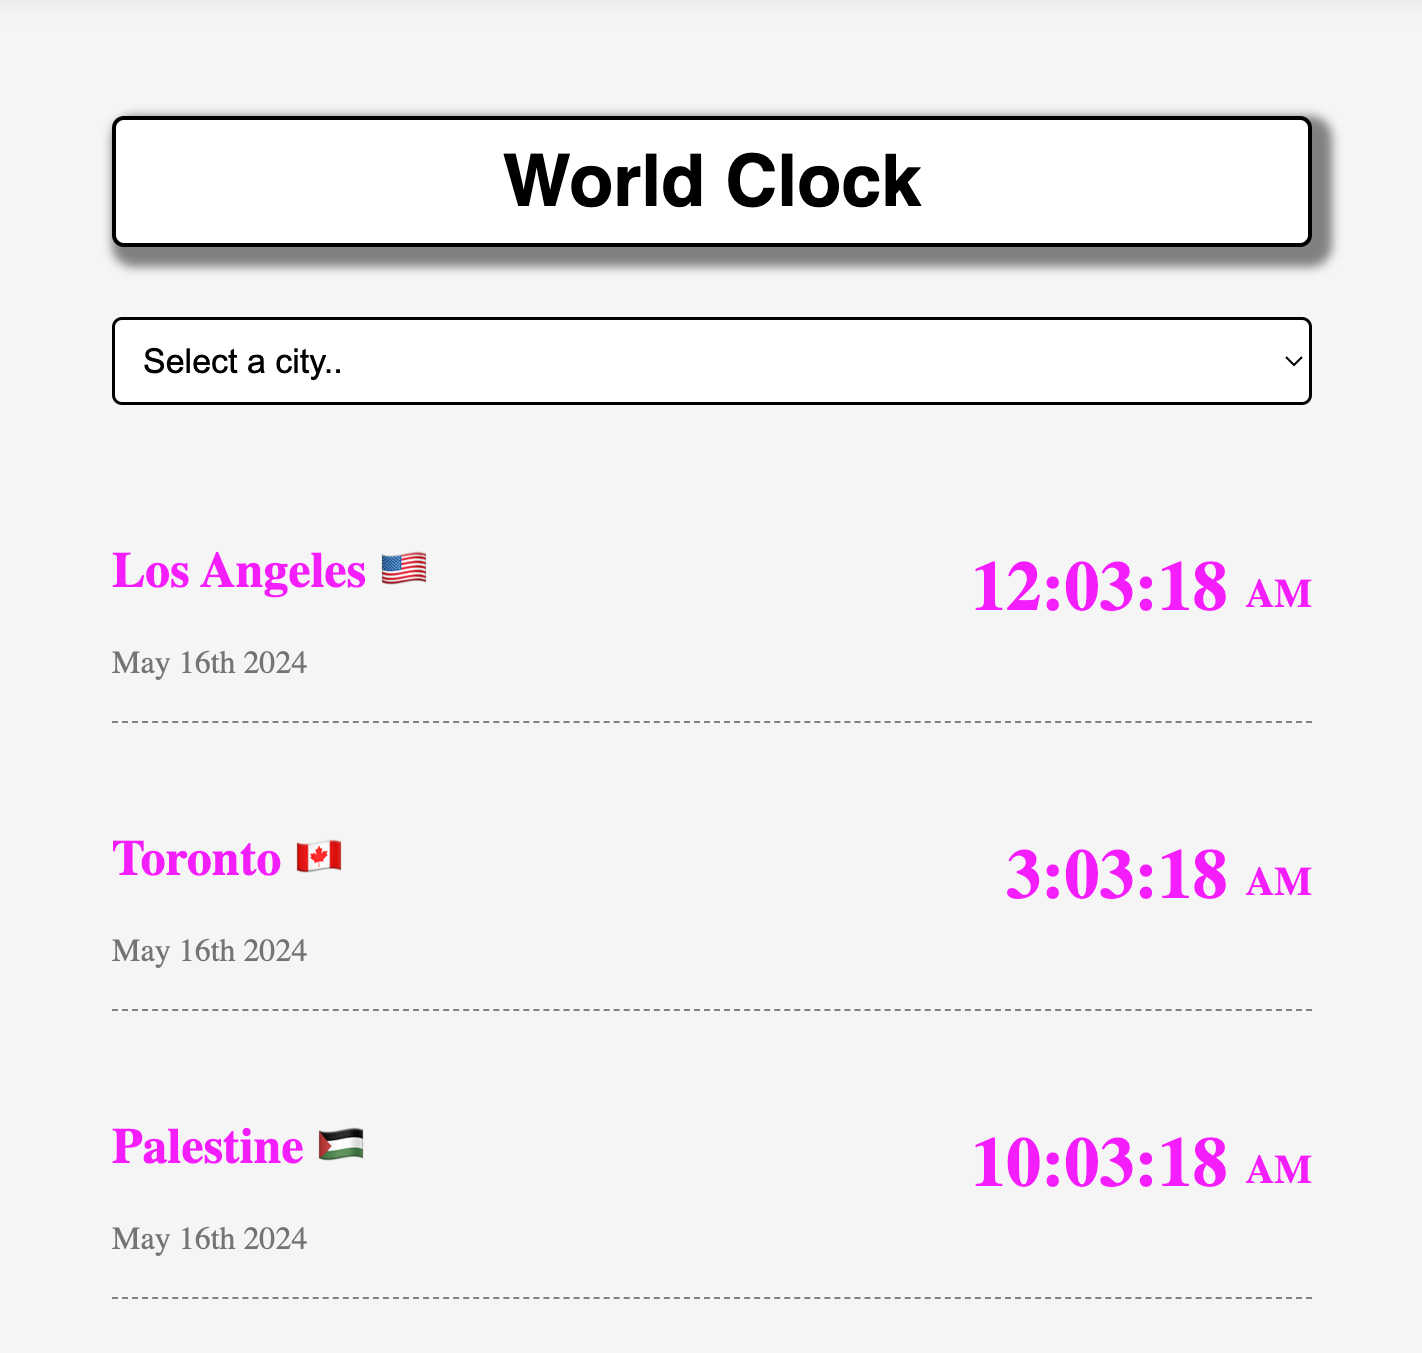 World Clock
Select a city..
Los Angeles 🇺🇸
12:03:18 AM
May 16th 2024
Toronto 🇨🇦
3:03:18 AM
May 16th 2024
Palestine 🇵🇸
10:03:18 AM
May 16th 2024